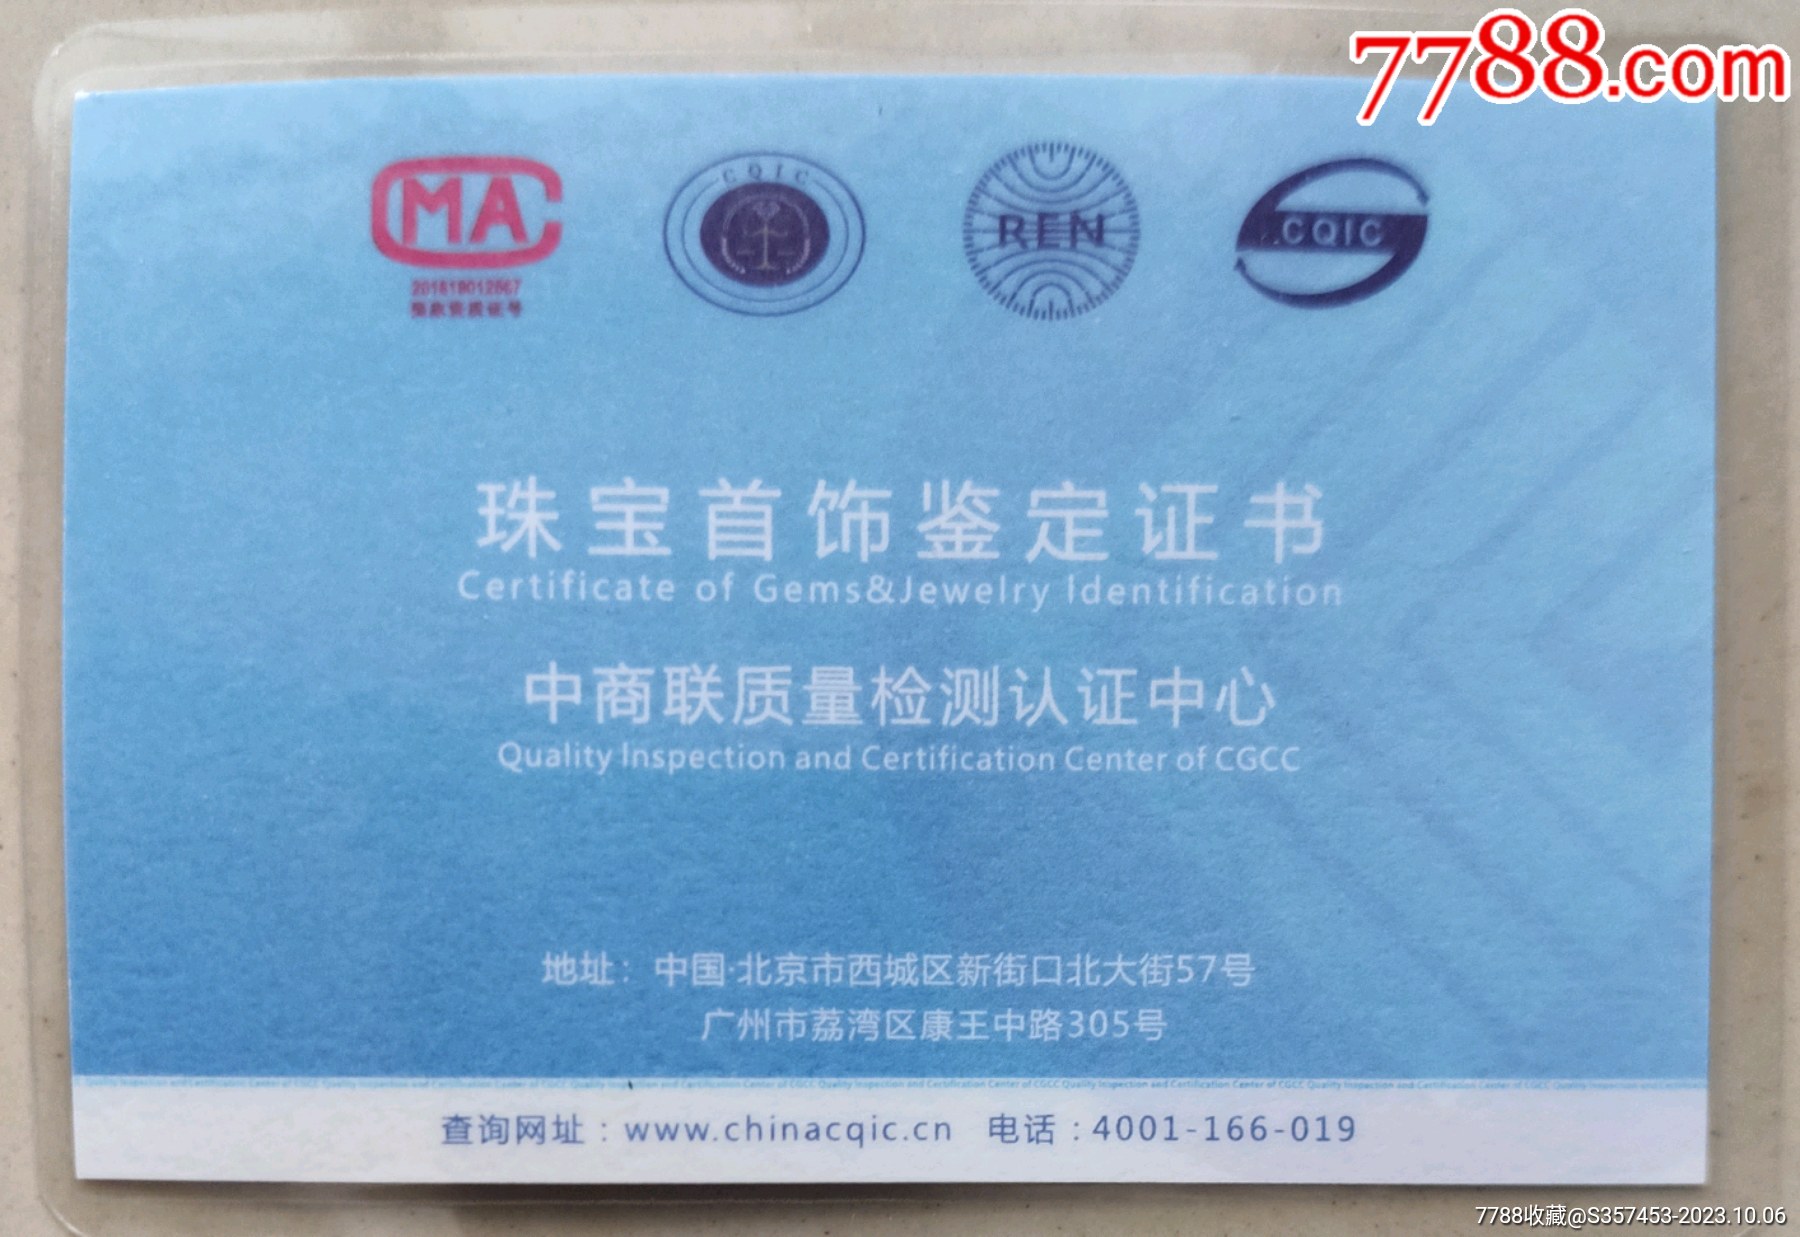 7788.com
MA
CQIC
REN
CQIC
201819012567
珠宝首饰鉴定证书
Certificate of Gems&Jewelry Identification
中商联质量检测认证中心
Quality Inspection and Certification Center of CGCC
地址：中国·北京市西城区新街口北大街57号
广州市荔湾区康王中路305号
查询网址：www.chinacqic.cn 电话：4001-166-019
7788收藏@S357453-2023.10.06